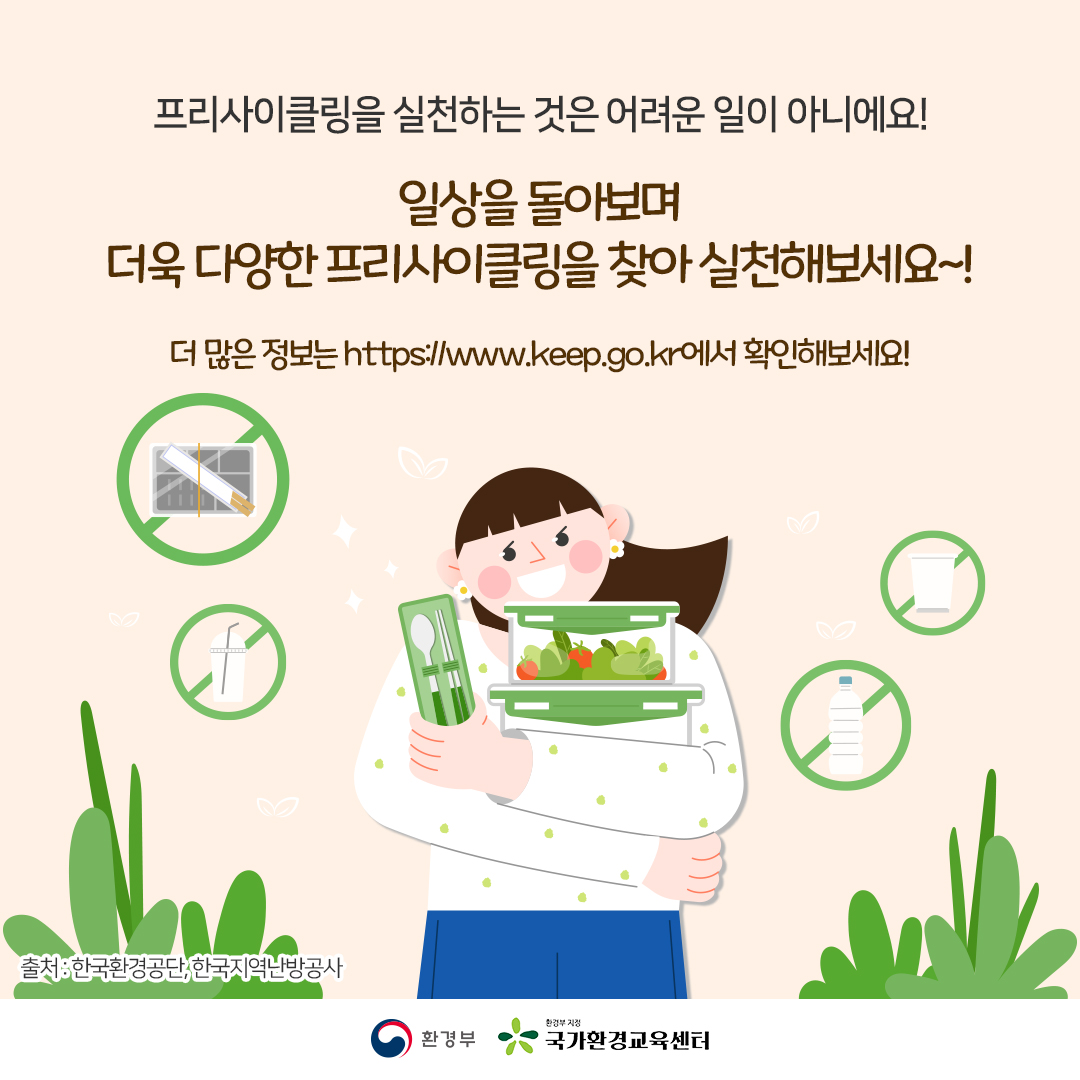 프리사이클링을 실천하는 것은 어려운 일이 아니에요!
일상을 돌아보며
더욱 다양한 프리사이클링을 찾아 실천해보세요~!
더 많은 정보는 https://www.keep.go.kr에서 확인해보세요!
출처 : 한국환경공단, 한국지역난방공사
환경부
환경부 지정
국가환경교육센터